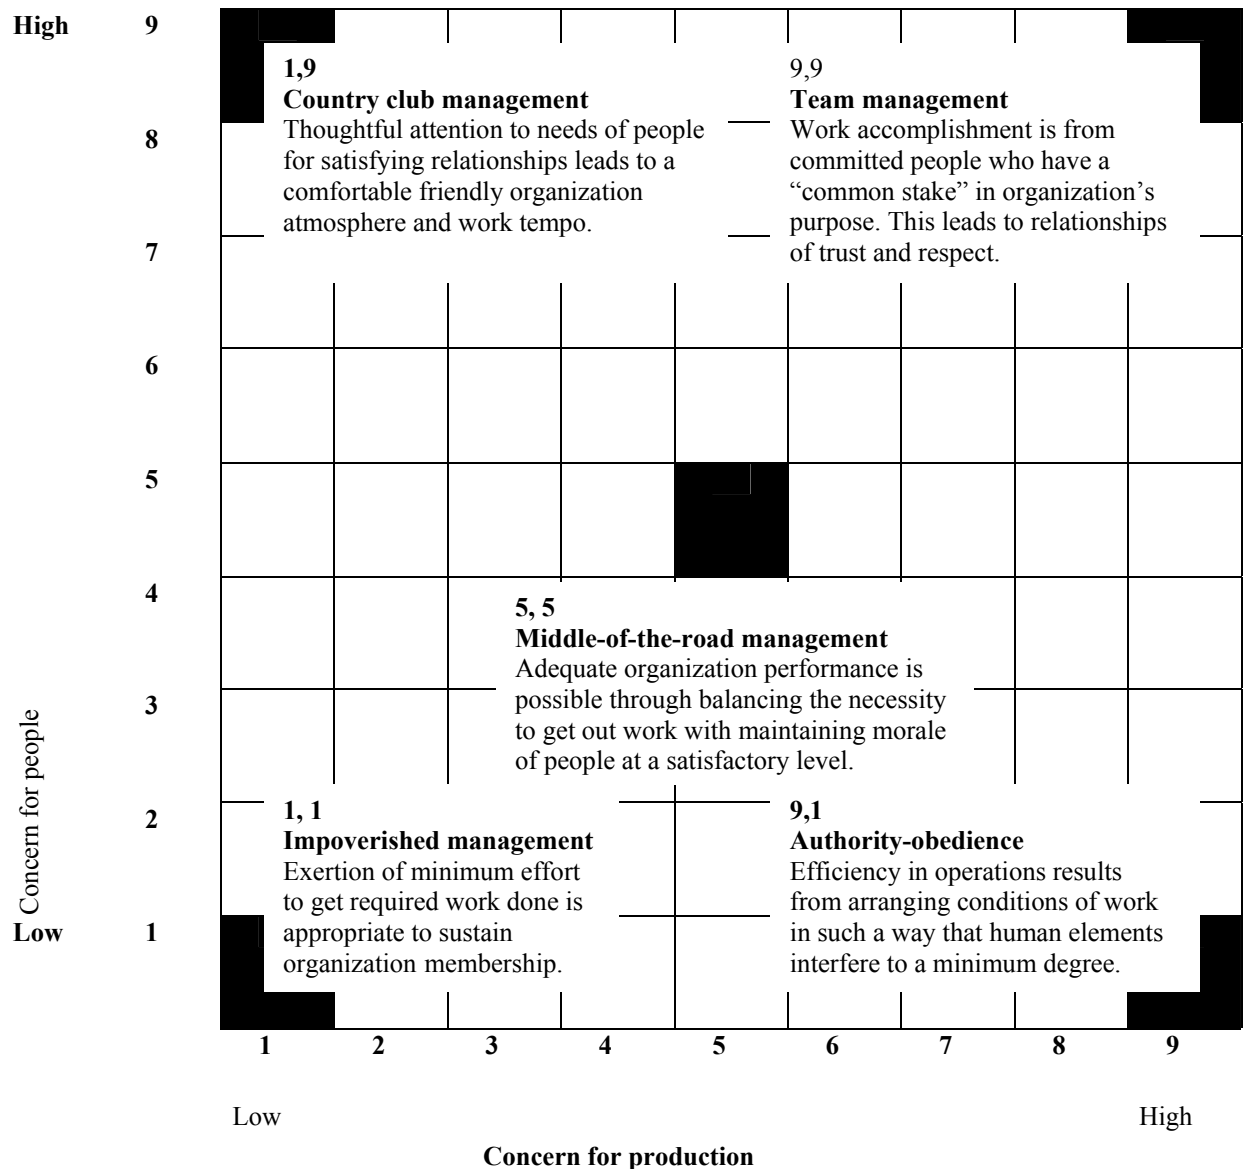 High 9
1,9
Country club management
Thoughtful attention to needs of people
for satisfying relationships leads to a
comfortable friendly organization
atmosphere and work tempo.
9,9
Team management
Work accomplishment is from
committed people who have a
“common stake” in organization’s
purpose. This leads to relationships
of trust and respect.
8
7
6
5
4
5, 5
Middle-of-the-road management
Adequate organization performance is
possible through balancing the necessity
to get out work with maintaining morale
of people at a satisfactory level.
3
Concern for people
2
1, 1
Impoverished management
Exertion of minimum effort
to get required work done is
appropriate to sustain
organization membership.
9,1
Authority-obedience
Efficiency in operations results
from arranging conditions of work
in such a way that human elements
interfere to a minimum degree.
Low 1
1 2 3 4 5 6 7 8 9
Low High
Concern for production